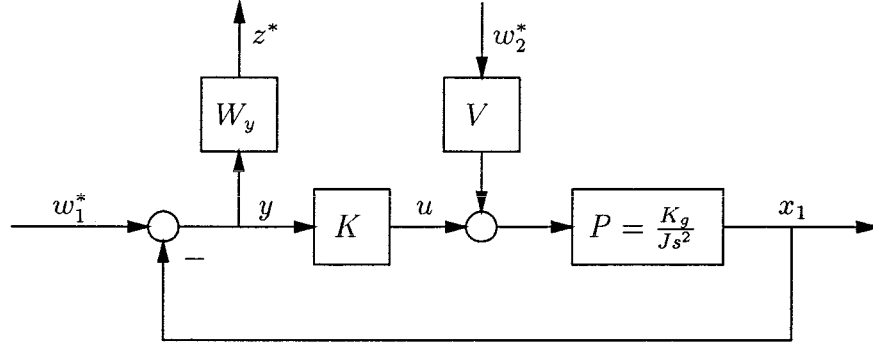 z*
w₂*
W_y
V
w₁*
y
K
u
P = K_g / Js²
x₁
−